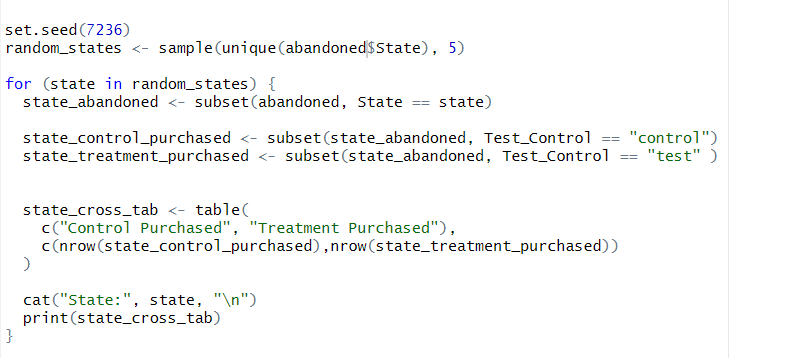 set.seed(7236)
random_states <- sample(unique(abandoned$State), 5)
for (state in random_states) {
  state_abandoned <- subset(abandoned, State == state)
  state_control_purchased <- subset(state_abandoned, Test_Control == "control")
  state_treatment_purchased <- subset(state_abandoned, Test_Control == "test" )
  state_cross_tab <- table(
    c("Control Purchased", "Treatment Purchased"),
    c(nrow(state_control_purchased),nrow(state_treatment_purchased))
  )
  cat("State:", state, "\n")
  print(state_cross_tab)
}